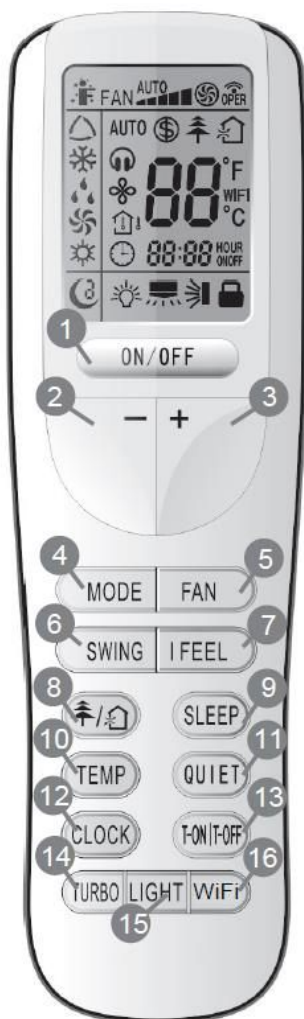 FAN AUTO OPER
AUTO
88 °F
WIFI
°C
88:88 HOUR
ONOFF
1
ON/OFF
2 - + 3
4 5
MODE FAN
6 7
SWING I FEEL
8 9
SLEEP
10 11
TEMP QUIET
12 13
CLOCK T-ON|T-OFF
14 16
TURBO LIGHT WiFi
15